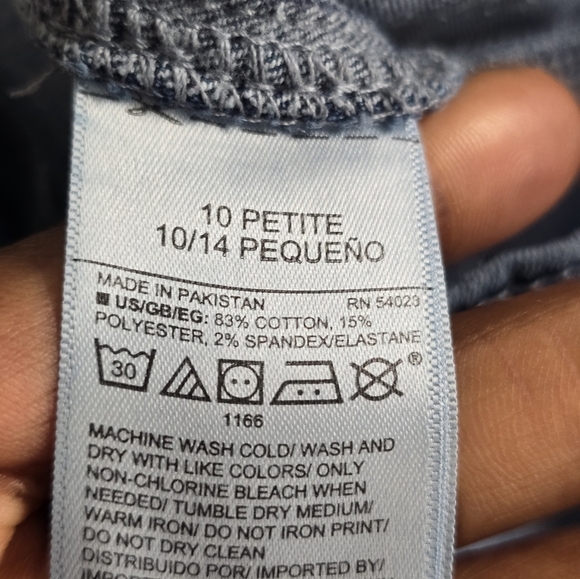 10 PETITE
10/14 PEQUEÑO
MADE IN PAKISTAN RN 54023
US/GB/EG: 83% COTTON, 15%
POLYESTER, 2% SPANDEX/ELASTANE
30 ®
1166
MACHINE WASH COLD/ WASH AND
DRY WITH LIKE COLORS/ ONLY
NON-CHLORINE BLEACH WHEN
NEEDED/ TUMBLE DRY MEDIUM/
WARM IRON/ DO NOT IRON PRINT/
DO NOT DRY CLEAN
DISTRIBUIDO POR/ IMPORTED BY/